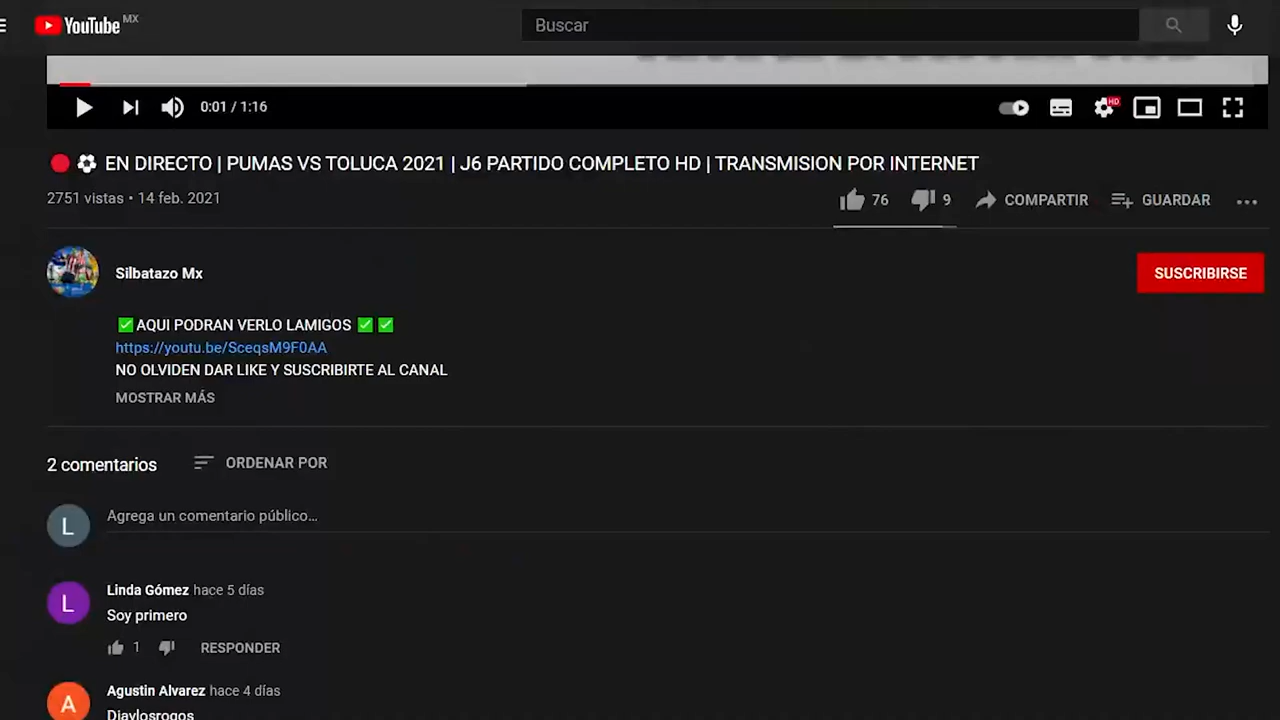 YouTube MX
Buscar
0:01 / 1:16
HD
EN DIRECTO | PUMAS VS TOLUCA 2021 | J6 PARTIDO COMPLETO HD | TRANSMISION POR INTERNET
2751 vistas • 14 feb. 2021
76
9
COMPARTIR
GUARDAR
Silbatazo Mx
SUSCRIBIRSE
✅AQUI PODRAN VERLO LAMIGOS ✅ ✅
https://youtu.be/SceqsM9F0AA
NO OLVIDEN DAR LIKE Y SUSCRIBIRTE AL CANAL
MOSTRAR MÁS
2 comentarios
ORDENAR POR
L
Agrega un comentario público...
L
Linda Gómez hace 5 días
Soy primero
1
RESPONDER
A
Agustin Alvarez hace 4 días